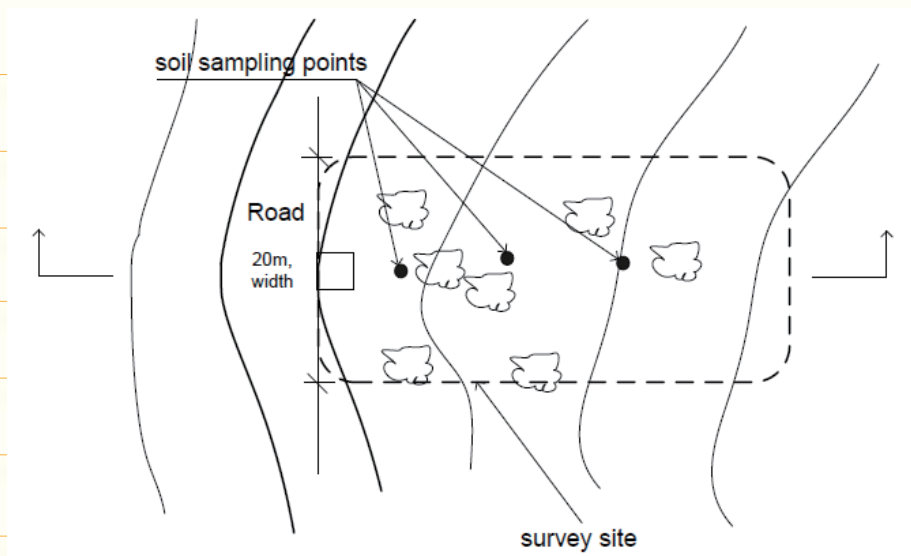 soil sampling points
Road
20m,
width
survey site